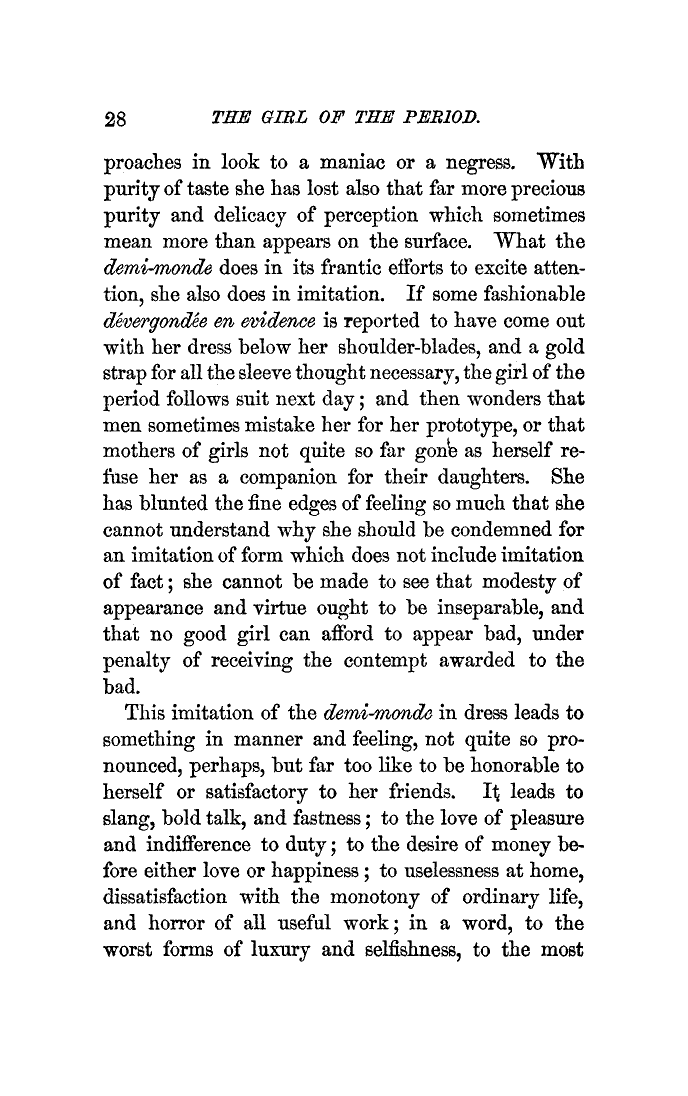 28 THE GIRL OF THE PERIOD.
proaches in look to a maniac or a negress. With
purity of taste she has lost also that far more precious
purity and delicacy of perception which sometimes
mean more than appears on the surface. What the
demi-monde does in its frantic efforts to excite atten-
tion, she also does in imitation. If some fashionable
dévergondée en evidence is reported to have come out
with her dress below her shoulder-blades, and a gold
strap for all the sleeve thought necessary, the girl of the
period follows suit next day; and then wonders that
men sometimes mistake her for her prototype, or that
mothers of girls not quite so far gone as herself re-
fuse her as a companion for their daughters. She
has blunted the fine edges of feeling so much that she
cannot understand why she should be condemned for
an imitation of form which does not include imitation
of fact; she cannot be made to see that modesty of
appearance and virtue ought to be inseparable, and
that no good girl can afford to appear bad, under
penalty of receiving the contempt awarded to the
bad.
This imitation of the demi-monde in dress leads to
something in manner and feeling, not quite so pro-
nounced, perhaps, but far too like to be honorable to
herself or satisfactory to her friends. It leads to
slang, bold talk, and fastness; to the love of pleasure
and indifference to duty; to the desire of money be-
fore either love or happiness; to uselessness at home,
dissatisfaction with the monotony of ordinary life,
and horror of all useful work; in a word, to the
worst forms of luxury and selfishness, to the most